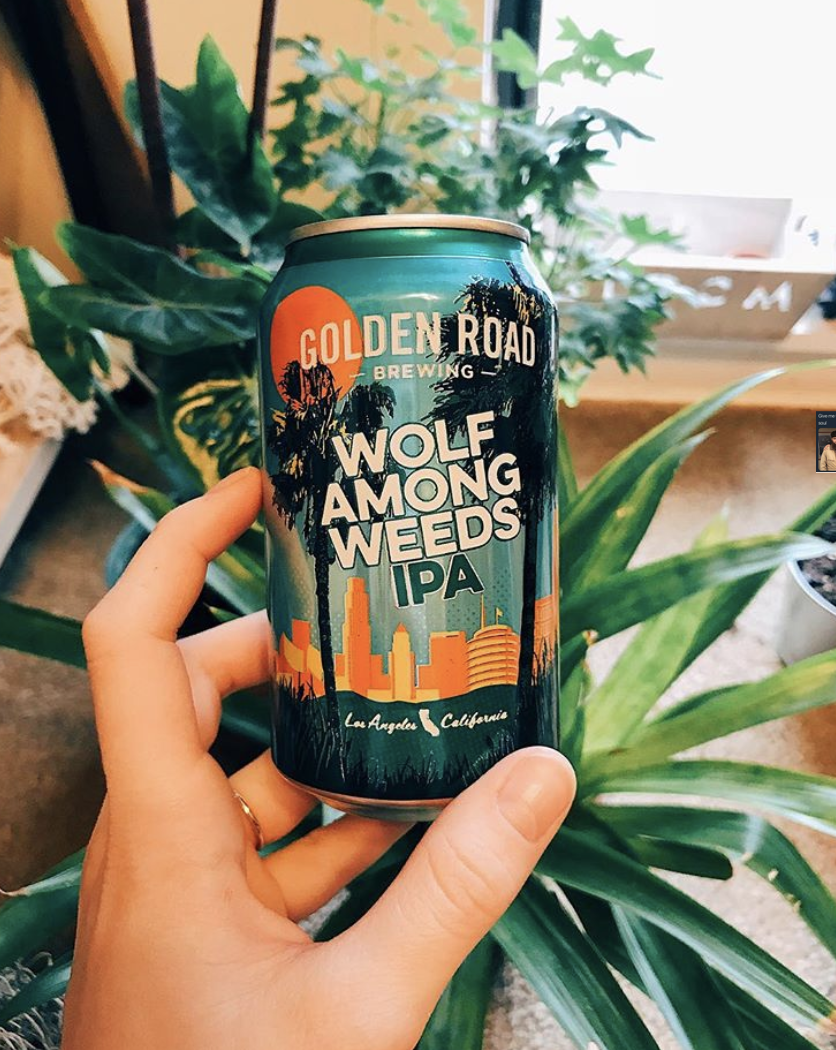 GOLDEN ROAD
BREWING
WOLF
AMONG
WEEDS
IPA
Los Angeles California